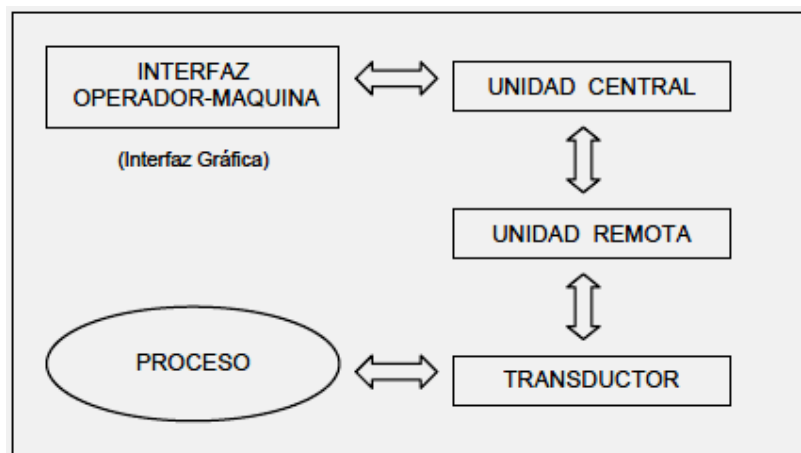 INTERFAZ
OPERADOR-MAQUINA
(Interfaz Gráfica)
UNIDAD CENTRAL
UNIDAD REMOTA
PROCESO
TRANSDUCTOR